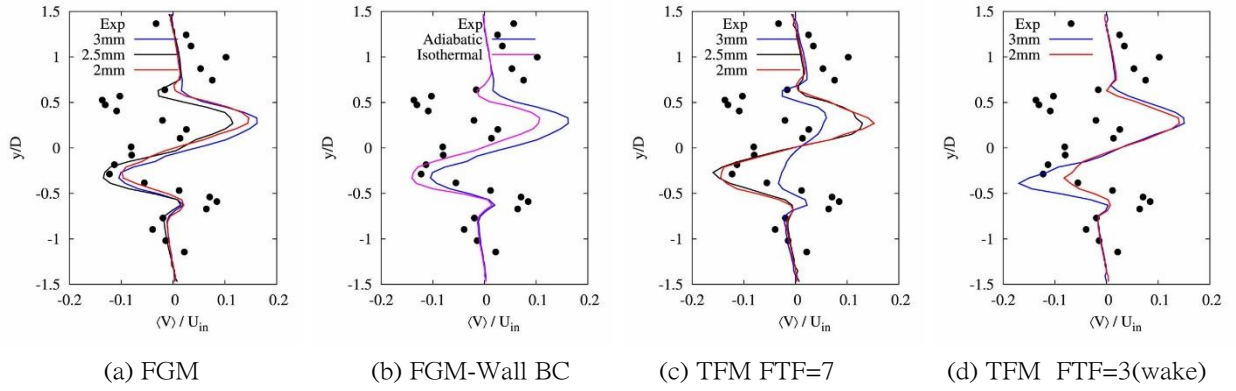 Exp
3mm
2.5mm
2mm
1.5
1
0.5
0
-0.5
-1
-1.5
y/D
-0.2 -0.1 0 0.1 0.2
⟨V⟩ / U_in
(a) FGM
Exp
Adiabatic
Isothermal
1.5
1
0.5
0
-0.5
-1
-1.5
y/D
-0.2 -0.1 0 0.1 0.2
⟨V⟩ / U_in
(b) FGM-Wall BC
Exp
3mm
2.5mm
2mm
1.5
1
0.5
0
-0.5
-1
-1.5
y/D
-0.2 -0.1 0 0.1 0.2
⟨V⟩ / U_in
(c) TFM FTF=7
Exp
3mm
2mm
1.5
1
0.5
0
-0.5
-1
-1.5
y/D
-0.2 -0.1 0 0.1 0.2
⟨V⟩ / U_in
(d) TFM FTF=3(wake)